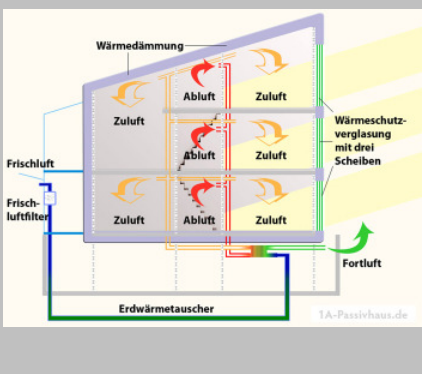 Wärmedämmung
Abluft
Zuluft
Zuluft
Wärmeschutz-
verglasung
mit drei
Scheiben
Abluft
Zuluft
Frischluft
Frisch-
luftfilter
Zuluft
Abluft
Zuluft
Fortluft
Erdwärmetauscher
1A-Passivhaus.de